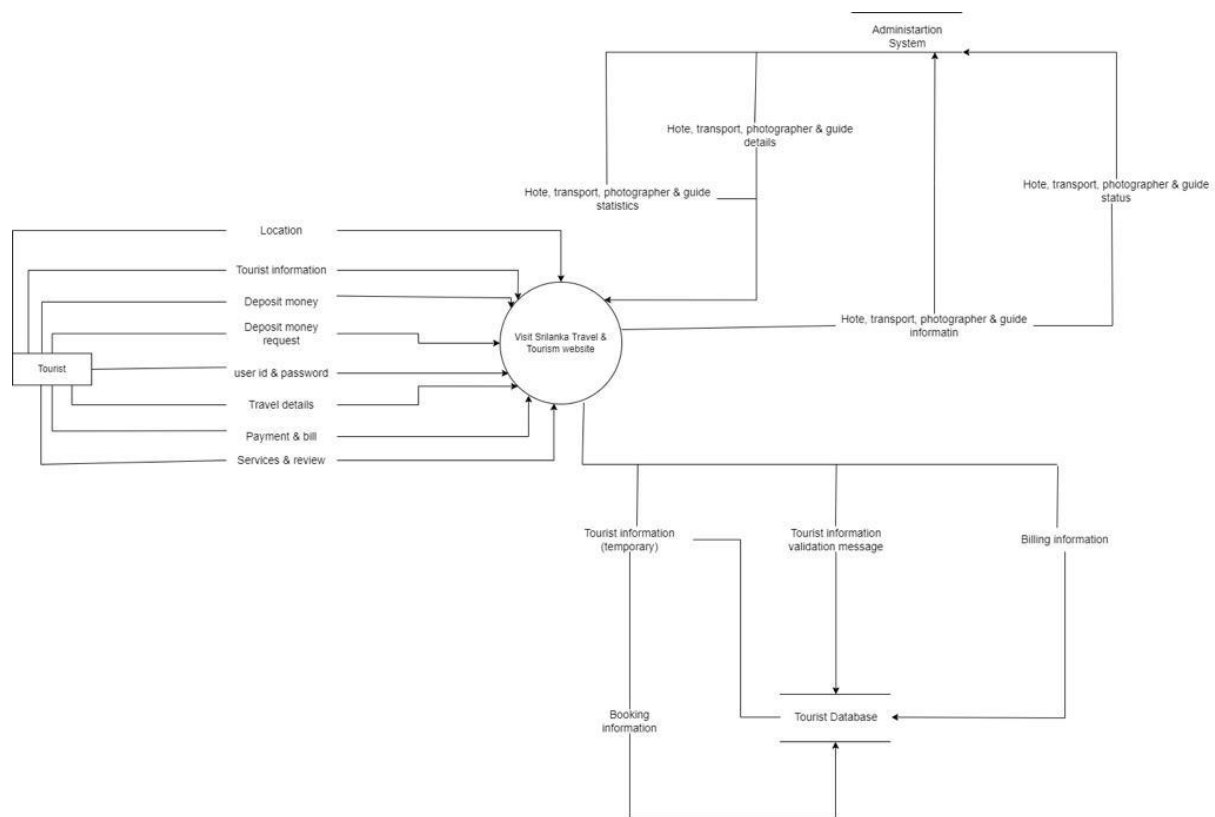 Administartion
System
Hote, transport, photographer & guide
details
Hote, transport, photographer & guide
statistics
Hote, transport, photographer & guide
status
Location
Tourist information
Deposit money
Deposit money
request
Hote, transport, photographer & guide
informatin
Visit Srilanka Travel &
Tourism website
Tourist
user id & password
Travel details
Payment & bill
Services & review
Tourist information
(temporary)
Tourist information
validation message
Billing information
Booking
information
Tourist Database